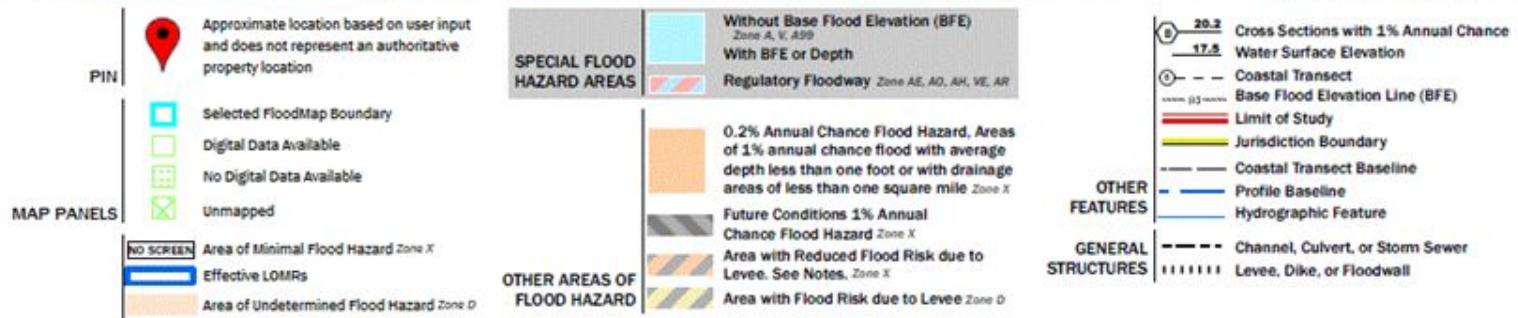 PIN
Approximate location based on user input
and does not represent an authoritative
property location
MAP PANELS
Selected FloodMap Boundary
Digital Data Available
No Digital Data Available
Unmapped
NO SCREEN Area of Minimal Flood Hazard Zone X
Effective LOMRs
Area of Undetermined Flood Hazard Zone D
SPECIAL FLOOD
HAZARD AREAS
Without Base Flood Elevation (BFE)
Zone A, V, A99
With BFE or Depth
Regulatory Floodway Zone AE, AO, AH, VE, AR
OTHER AREAS OF
FLOOD HAZARD
0.2% Annual Chance Flood Hazard, Areas
of 1% annual chance flood with average
depth less than one foot or with drainage
areas of less than one square mile Zone X
Future Conditions 1% Annual
Chance Flood Hazard Zone X
Area with Reduced Flood Risk due to
Levee. See Notes. Zone X
Area with Flood Risk due to Levee Zone D
OTHER
FEATURES
B 20.2 Cross Sections with 1% Annual Chance
17.5 Water Surface Elevation
Coastal Transect
Base Flood Elevation Line (BFE)
Limit of Study
Jurisdiction Boundary
Coastal Transect Baseline
Profile Baseline
Hydrographic Feature
GENERAL
STRUCTURES
Channel, Culvert, or Storm Sewer
Levee, Dike, or Floodwall